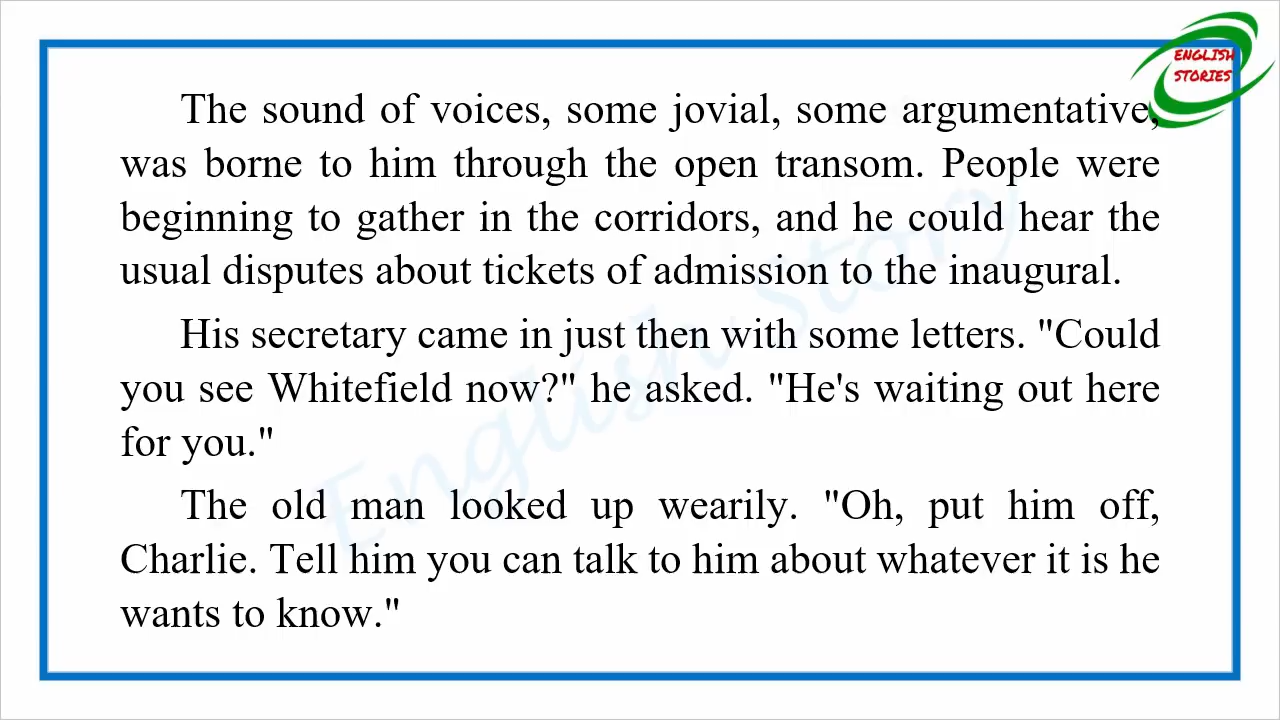 ENGLISH
STORIES
The sound of voices, some jovial, some argumentative,
was borne to him through the open transom. People were
beginning to gather in the corridors, and he could hear the
usual disputes about tickets of admission to the inaugural.
His secretary came in just then with some letters. "Could
you see Whitefield now?" he asked. "He's waiting out here
for you."
The old man looked up wearily. "Oh, put him off,
Charlie. Tell him you can talk to him about whatever it is he
wants to know."
English Story